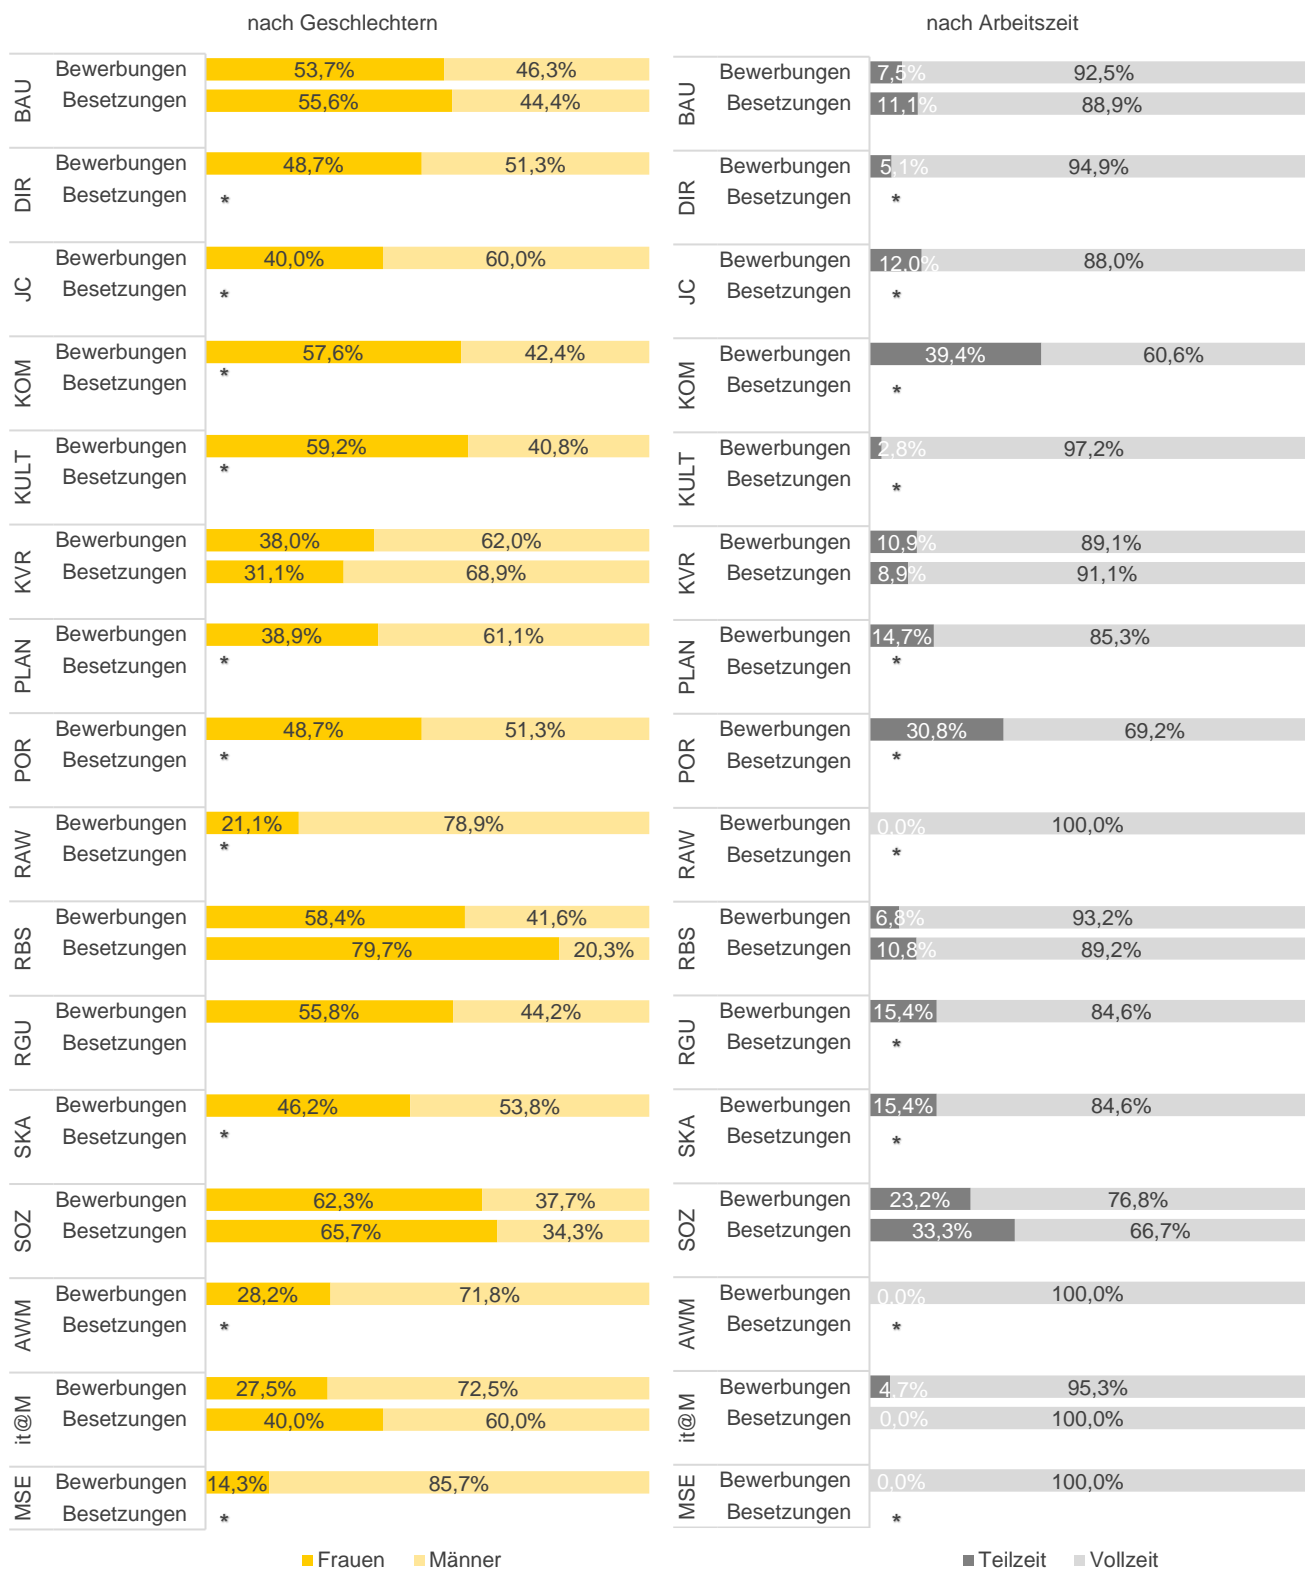 nach Geschlechtern
BAU
Bewerbungen 53,7% 46,3%
Besetzungen 55,6% 44,4%
DIR
Bewerbungen 48,7% 51,3%
Besetzungen *
JC
Bewerbungen 40,0% 60,0%
Besetzungen *
KOM
Bewerbungen 57,6% 42,4%
Besetzungen *
KULT
Bewerbungen 59,2% 40,8%
Besetzungen *
KVR
Bewerbungen 38,0% 62,0%
Besetzungen 31,1% 68,9%
PLAN
Bewerbungen 38,9% 61,1%
Besetzungen *
POR
Bewerbungen 48,7% 51,3%
Besetzungen *
RAW
Bewerbungen 21,1% 78,9%
Besetzungen *
RBS
Bewerbungen 58,4% 41,6%
Besetzungen 79,7% 20,3%
RGU
Bewerbungen 55,8% 44,2%
Besetzungen
SKA
Bewerbungen 46,2% 53,8%
Besetzungen *
SOZ
Bewerbungen 62,3% 37,7%
Besetzungen 65,7% 34,3%
AWM
Bewerbungen 28,2% 71,8%
Besetzungen *
it@M
Bewerbungen 27,5% 72,5%
Besetzungen 40,0% 60,0%
MSE
Bewerbungen 14,3% 85,7%
Besetzungen *
Frauen Männer
nach Arbeitszeit
BAU
Bewerbungen 7,5% 92,5%
Besetzungen 11,1% 88,9%
DIR
Bewerbungen 5,1% 94,9%
Besetzungen *
JC
Bewerbungen 12,0% 88,0%
Besetzungen *
KOM
Bewerbungen 39,4% 60,6%
Besetzungen *
KULT
Bewerbungen 2,8% 97,2%
Besetzungen *
KVR
Bewerbungen 10,9% 89,1%
Besetzungen 8,9% 91,1%
PLAN
Bewerbungen 14,7% 85,3%
Besetzungen *
POR
Bewerbungen 30,8% 69,2%
Besetzungen *
RAW
Bewerbungen 0,0% 100,0%
Besetzungen *
RBS
Bewerbungen 6,8% 93,2%
Besetzungen 10,8% 89,2%
RGU
Bewerbungen 15,4% 84,6%
Besetzungen *
SKA
Bewerbungen 15,4% 84,6%
Besetzungen *
SOZ
Bewerbungen 23,2% 76,8%
Besetzungen 33,3% 66,7%
AWM
Bewerbungen 0,0% 100,0%
Besetzungen *
it@M
Bewerbungen 4,7% 95,3%
Besetzungen 0,0% 100,0%
MSE
Bewerbungen 0,0% 100,0%
Besetzungen *
Teilzeit Vollzeit